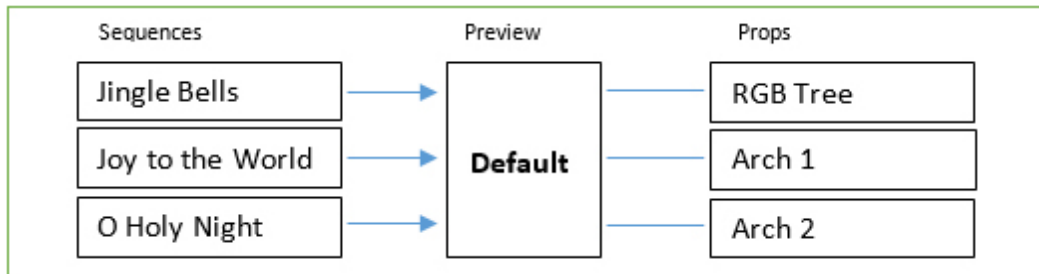 Sequences Preview Props
Jingle Bells RGB Tree
Joy to the World Default Arch 1
O Holy Night Arch 2